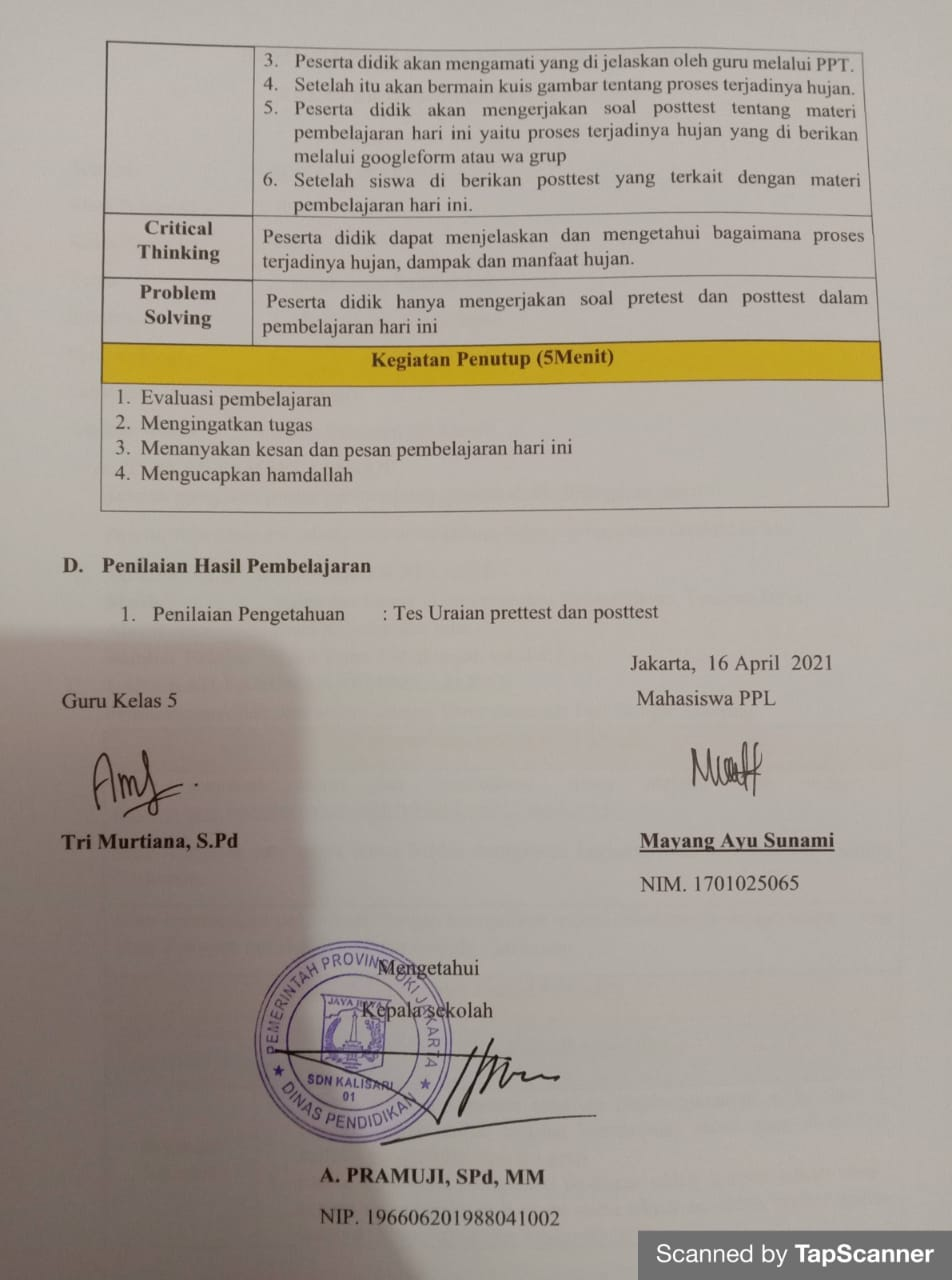 3. Peserta didik akan mengamati yang di jelaskan oleh guru melalui PPT.
4. Setelah itu akan bermain kuis gambar tentang proses terjadinya hujan.
5. Peserta didik akan mengerjakan soal posttest tentang materi
pembelajaran hari ini yaitu proses terjadinya hujan yang di berikan
melalui googleform atau wa grup
6. Setelah siswa di berikan posttest yang terkait dengan materi
pembelajaran hari ini.
Critical
Thinking
Peserta didik dapat menjelaskan dan mengetahui bagaimana proses
terjadinya hujan, dampak dan manfaat hujan.
Problem
Solving
Peserta didik hanya mengerjakan soal pretest dan posttest dalam
pembelajaran hari ini
Kegiatan Penutup (5Menit)
1. Evaluasi pembelajaran
2. Mengingatkan tugas
3. Menanyakan kesan dan pesan pembelajaran hari ini
4. Mengucapkan hamdallah
D. Penilaian Hasil Pembelajaran
1. Penilaian Pengetahuan : Tes Uraian prettest dan posttest
Jakarta, 16 April 2021
Guru Kelas 5
Mahasiswa PPL
Tri Murtiana, S.Pd
Mayang Ayu Sunami
NIM. 1701025065
Mengetahui
Kepala sekolah
PEMERINTAH PROVINSI DKI JAKARTA
JAYA RAYA
SDN KALISARI
01
DINAS PENDIDIKAN
A. PRAMUJI, SPd, MM
NIP. 196606201988041002
Scanned by TapScanner